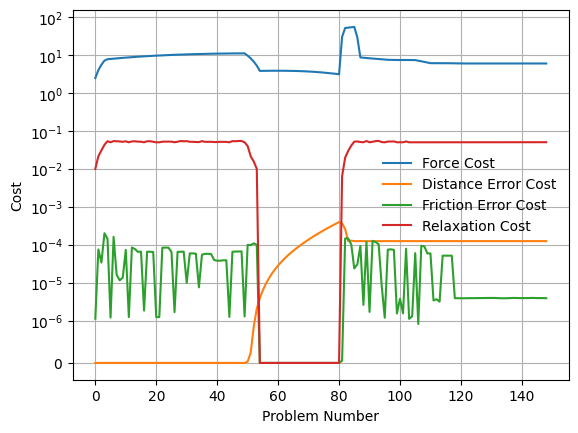 10²
10¹
10⁰
10⁻¹
10⁻²
10⁻³
10⁻⁴
10⁻⁵
10⁻⁶
0
Cost
Force Cost
Distance Error Cost
Friction Error Cost
Relaxation Cost
0 20 40 60 80 100 120 140
Problem Number